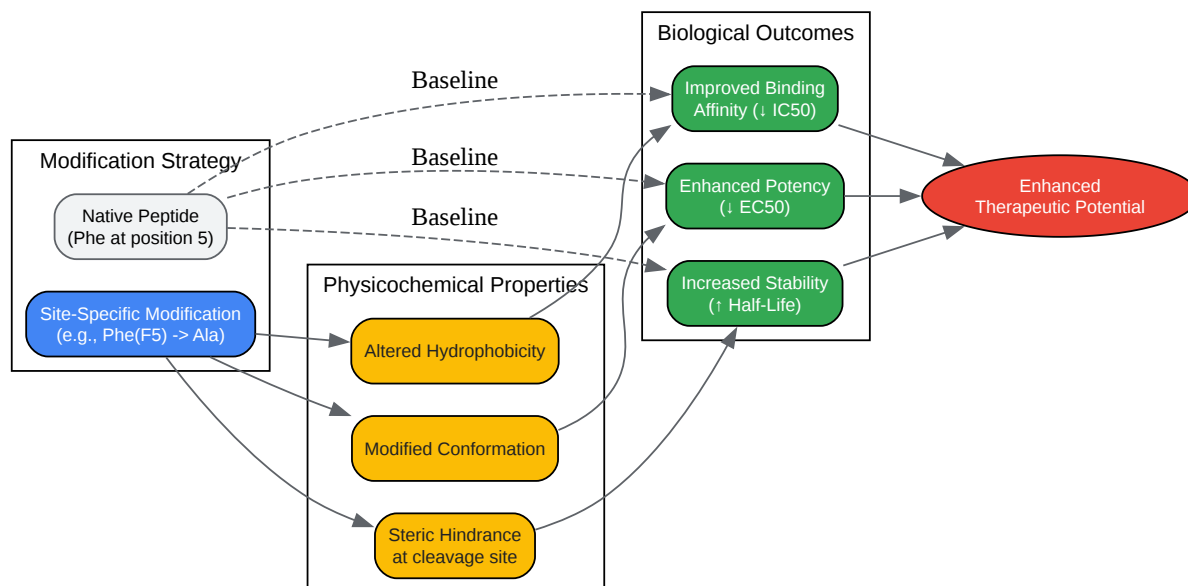 Modification Strategy
Native Peptide
(Phe at position 5)
Site-Specific Modification
(e.g., Phe(F5) -> Ala)
Baseline
Baseline
Baseline
Physicochemical Properties
Altered Hydrophobicity
Modified Conformation
Steric Hindrance
at cleavage site
Biological Outcomes
Improved Binding
Affinity (↓ IC50)
Enhanced Potency
(↓ EC50)
Increased Stability
(↑ Half-Life)
Enhanced
Therapeutic Potential